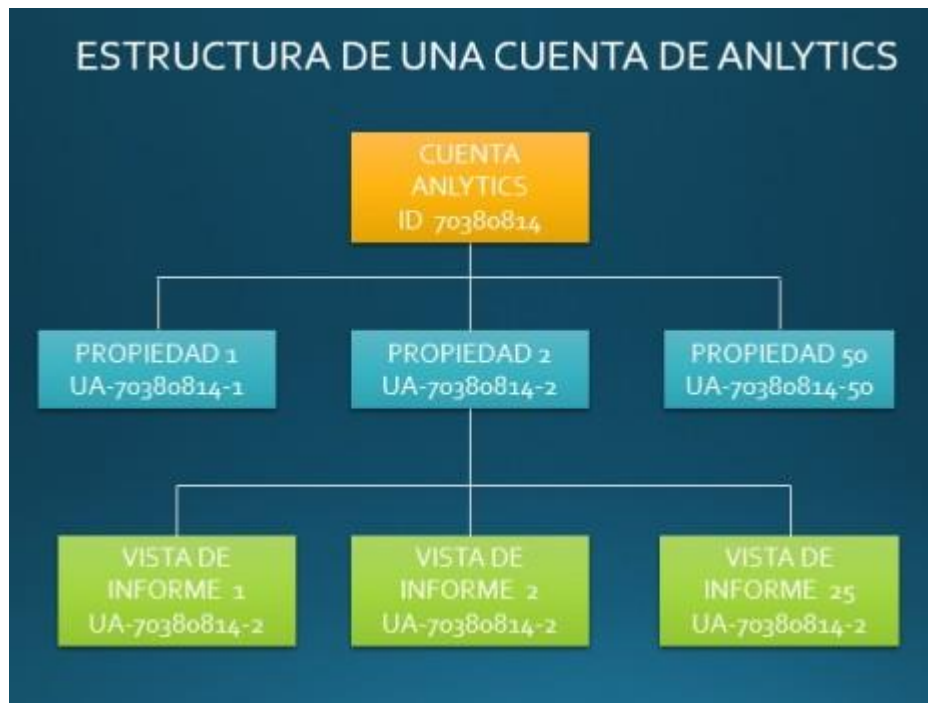 ESTRUCTURA DE UNA CUENTA DE ANLYTICS
CUENTA
ANLYTICS
ID 70380814
PROPIEDAD 1
UA-70380814-1
PROPIEDAD 2
UA-70380814-2
PROPIEDAD 50
UA-70380814-50
VISTA DE
INFORME 1
UA-70380814-2
VISTA DE
INFORME 2
UA-70380814-2
VISTA DE
INFORME 25
UA-70380814-2